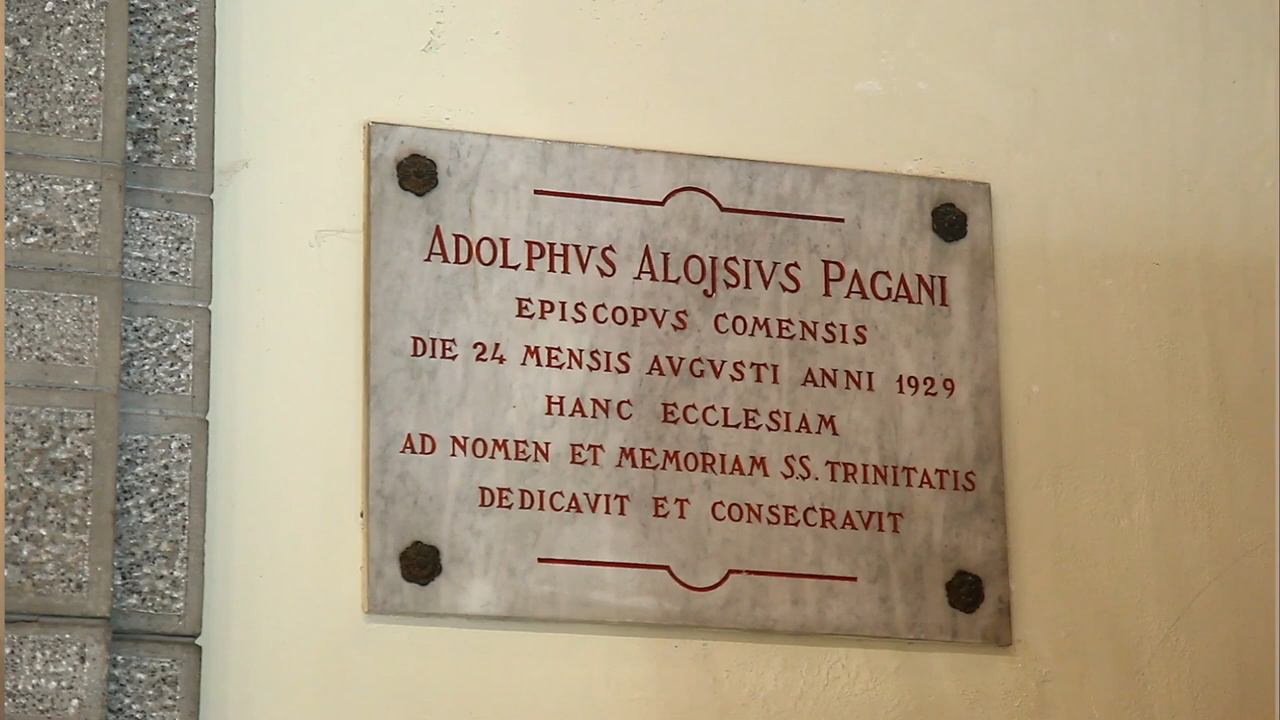 ADOLPHVS ALOJSIVS PAGANI
EPISCOPVS COMENSIS
DIE 24 MENSIS AVGVSTI ANNI 1929
HANC ECCLESIAM
AD NOMEN ET MEMORIAM S.S. TRINITATIS
DEDICAVIT ET CONSECRAVIT